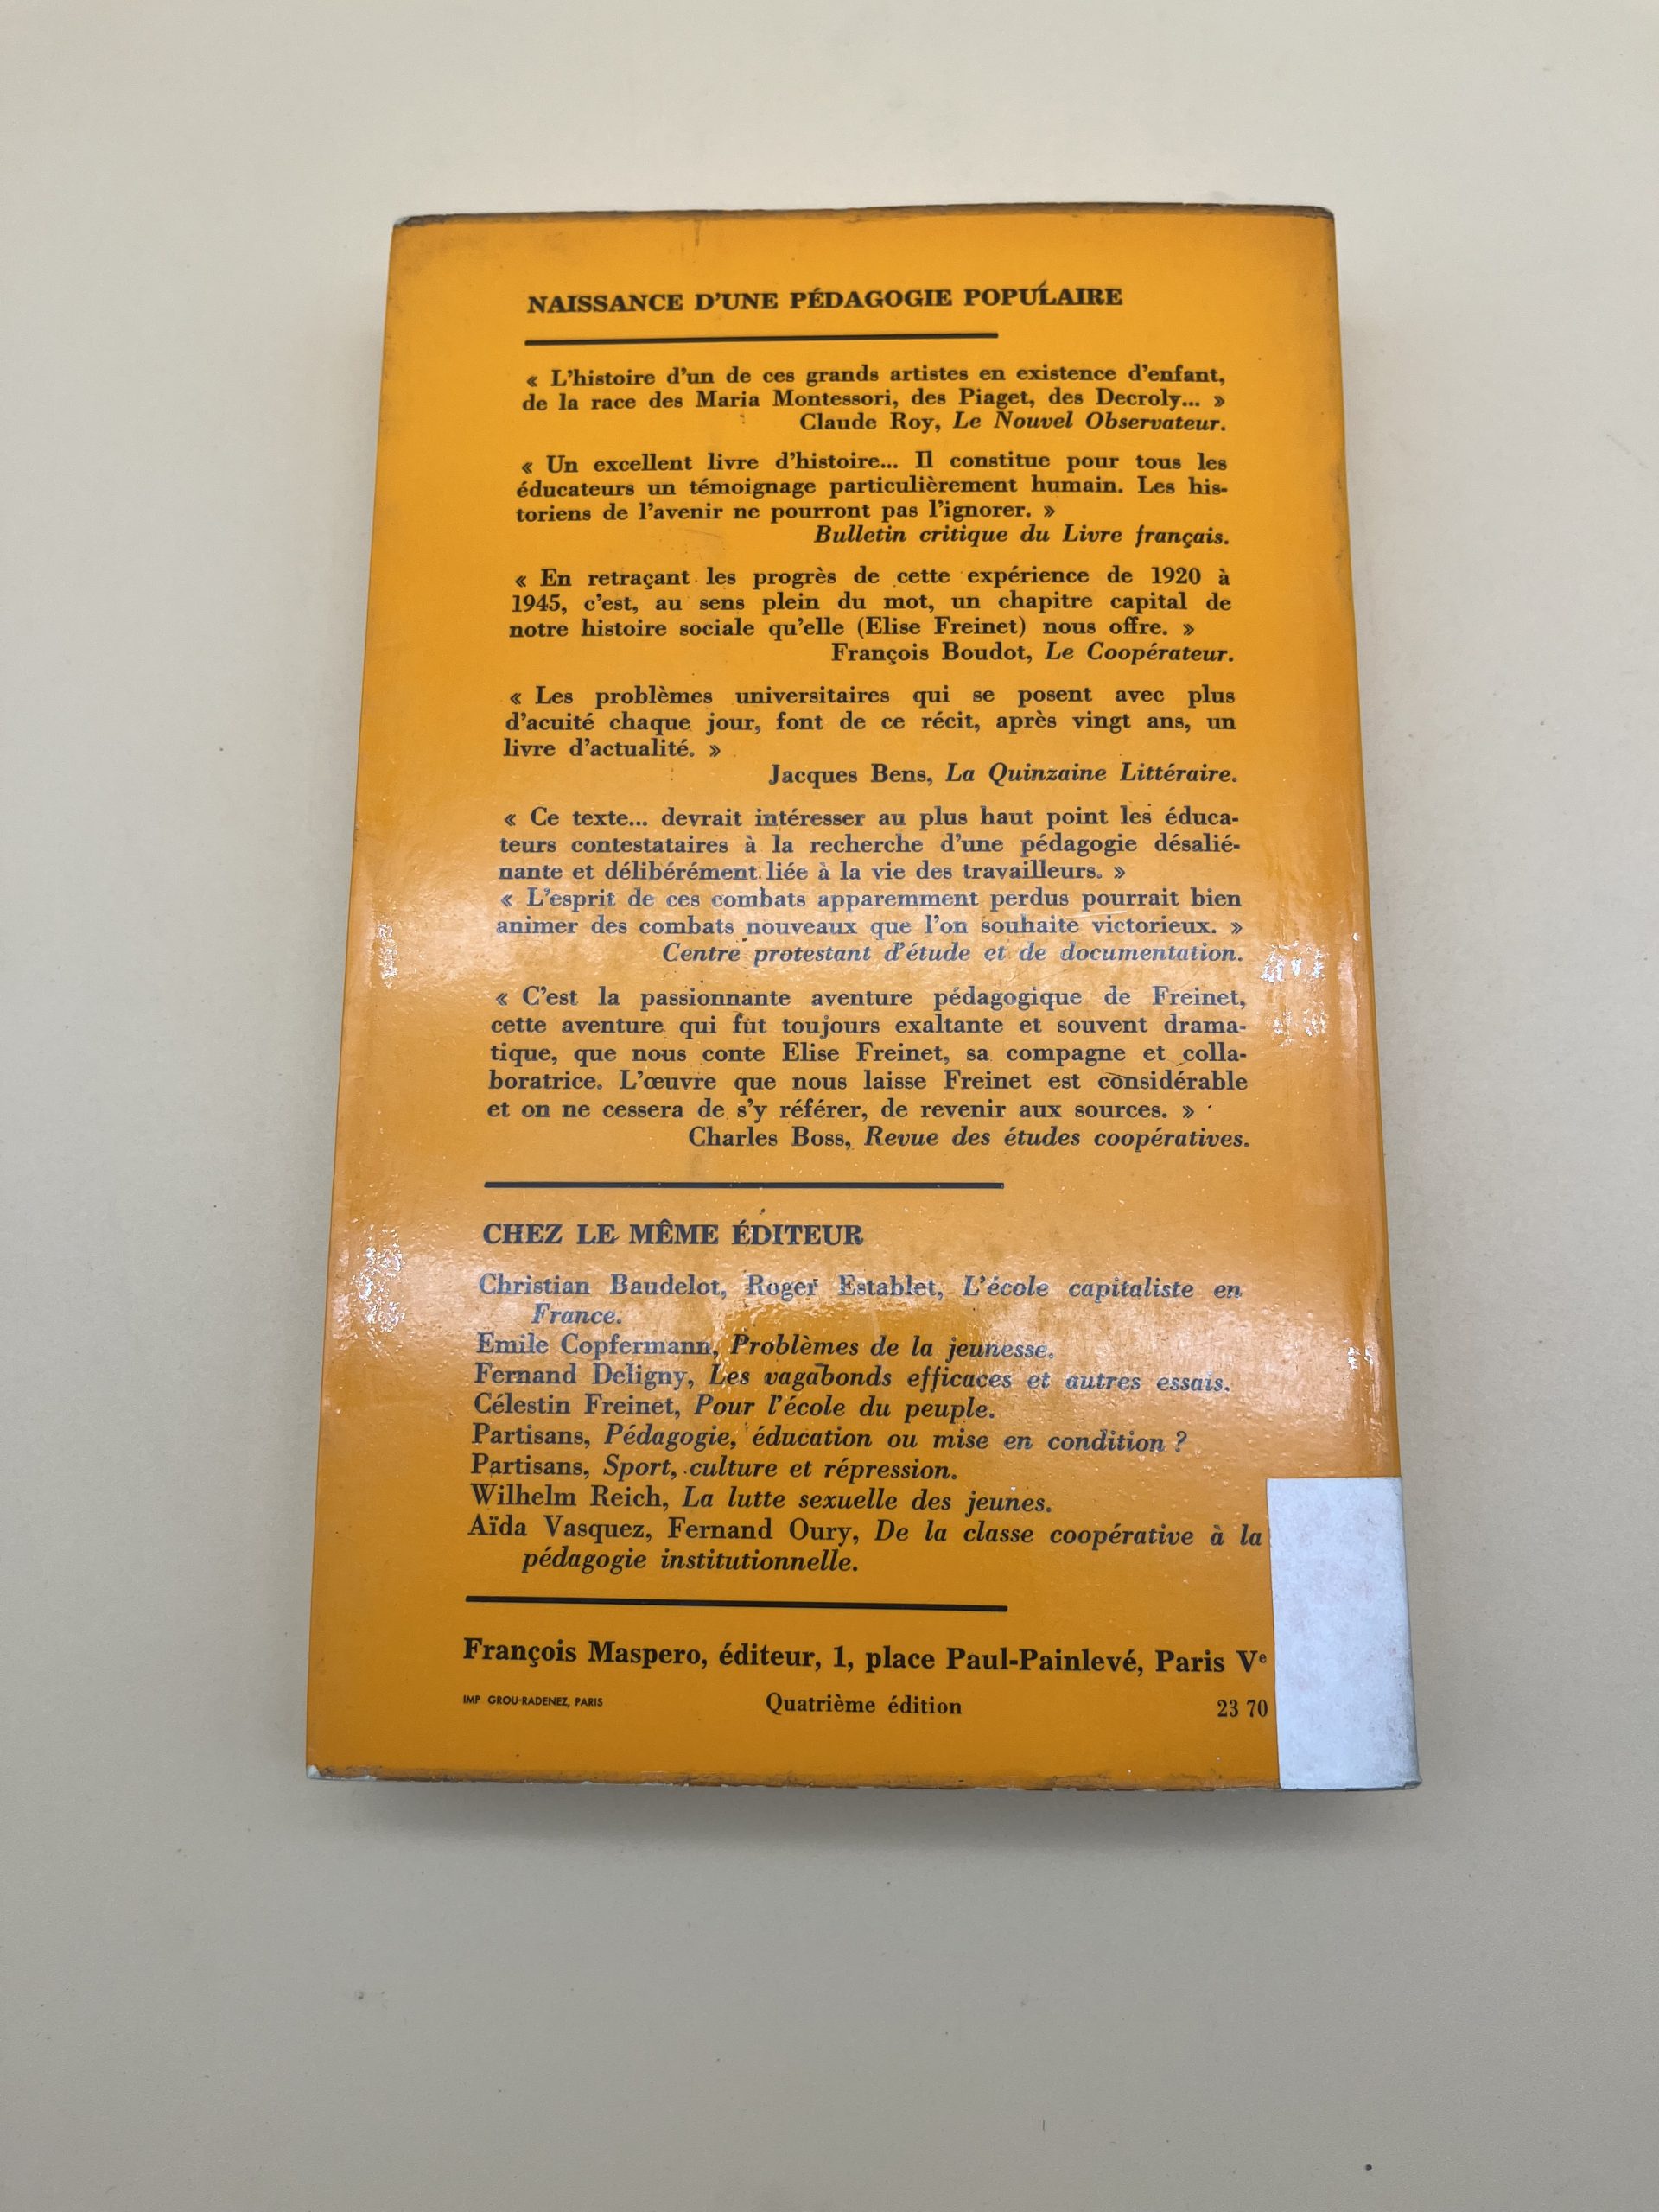 NAISSANCE D'UNE PÉDAGOGIE POPULAIRE
« L'histoire d'un de ces grands artistes en existence d'enfant,
de la race des Maria Montessori, des Piaget, des Decroly... »
Claude Roy, Le Nouvel Observateur.
« Un excellent livre d'histoire... Il constitue pour tous les
éducateurs un témoignage particulièrement humain. Les his-
toriens de l'avenir ne pourront pas l'ignorer. »
Bulletin critique du Livre français.
« En retraçant les progrès de cette expérience de 1920 à
1945, c'est, au sens plein du mot, un chapitre capital de
notre histoire sociale qu'elle (Elise Freinet) nous offre. »
François Boudot, Le Coopérateur.
« Les problèmes universitaires qui se posent avec plus
d'acuité chaque jour, font de ce récit, après vingt ans, un
livre d'actualité. »
Jacques Bens, La Quinzaine Littéraire.
« Ce texte... devrait intéresser au plus haut point les éduca-
teurs contestataires à la recherche d'une pédagogie désalié-
nante et délibérément liée à la vie des travailleurs. »
« L'esprit de ces combats apparemment perdus pourrait bien
animer des combats nouveaux que l'on souhaite victorieux. »
Centre protestant d'étude et de documentation.
« C'est la passionnante aventure pédagogique de Freinet,
cette aventure qui fut toujours exaltante et souvent drama-
tique, que nous conte Elise Freinet, sa compagne et colla-
boratrice. L'œuvre que nous laisse Freinet est considérable
et on ne cessera de s'y référer, de revenir aux sources. »
Charles Boss, Revue des études coopératives.
CHEZ LE MÊME ÉDITEUR
Christian Baudelot, Roger Establet, L'école capitaliste en
France.
Emile Copfermann, Problèmes de la jeunesse.
Fernand Deligny, Les vagabonds efficaces et autres essais.
Célestin Freinet, Pour l'école du peuple.
Partisans, Pédagogie, éducation ou mise en condition ?
Partisans, Sport, culture et répression.
Wilhelm Reich, La lutte sexuelle des jeunes.
Aïda Vasquez, Fernand Oury, De la classe coopérative à la
pédagogie institutionnelle.
François Maspero, éditeur, 1, place Paul-Painlevé, Paris Ve
IMP GROU-RADENEZ, PARIS Quatrième édition 23 70